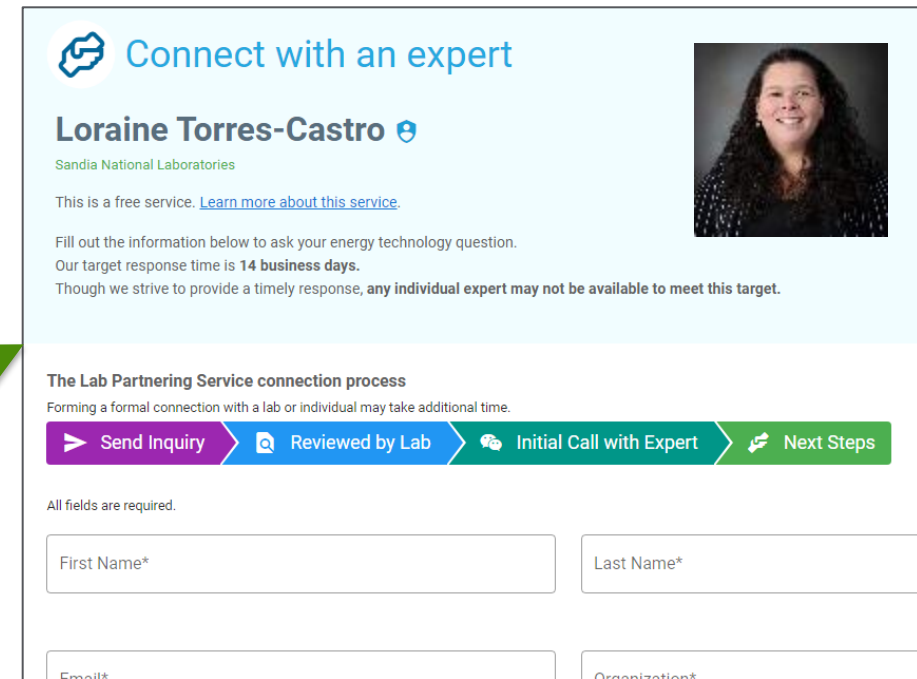 Connect with an expert
Loraine Torres-Castro
Sandia National Laboratories
This is a free service. Learn more about this service.
Fill out the information below to ask your energy technology question.
Our target response time is 14 business days.
Though we strive to provide a timely response, any individual expert may not be available to meet this target.
The Lab Partnering Service connection process
Forming a formal connection with a lab or individual may take additional time.
Send Inquiry Reviewed by Lab Initial Call with Expert Next Steps
All fields are required.
First Name* Last Name*
Email* Organization*